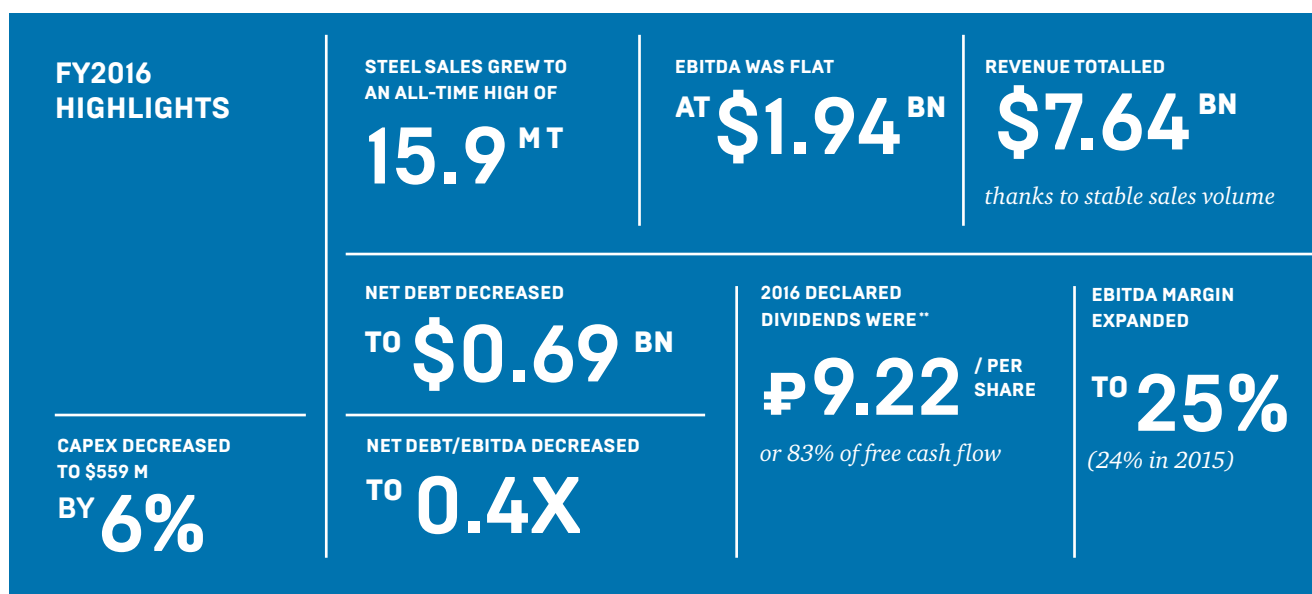 FY2016
HIGHLIGHTS
STEEL SALES GREW TO
AN ALL-TIME HIGH OF
15.9 MT
EBITDA WAS FLAT
AT $1.94 BN
REVENUE TOTALLED
$7.64 BN
thanks to stable sales volume
NET DEBT DECREASED
TO $0.69 BN
2016 DECLARED
DIVIDENDS WERE**
₽9.22 / PER
SHARE
or 83% of free cash flow
EBITDA MARGIN
EXPANDED
TO 25%
(24% in 2015)
CAPEX DECREASED
TO $559 M
BY 6%
NET DEBT/EBITDA DECREASED
TO 0.4X